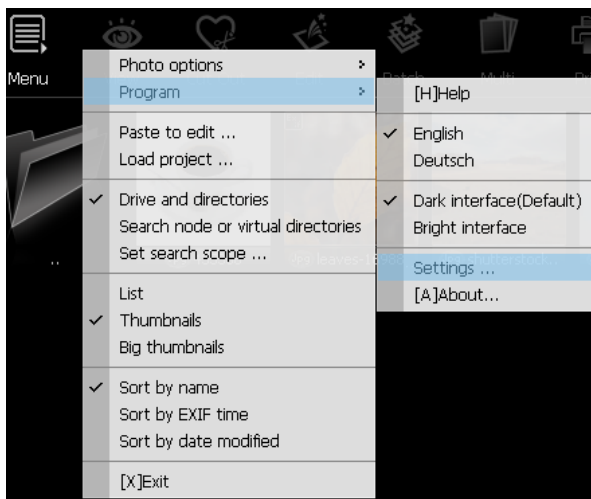 Menu
Photo options
Program
Paste to edit ...
Load project ...
Drive and directories
Search node or virtual directories
Set search scope ...
List
Thumbnails
Big thumbnails
Sort by name
Sort by EXIF time
Sort by date modified
[X]Exit
[H]Help
English
Deutsch
Dark interface(Default)
Bright interface
Settings ...
[A]About...
..